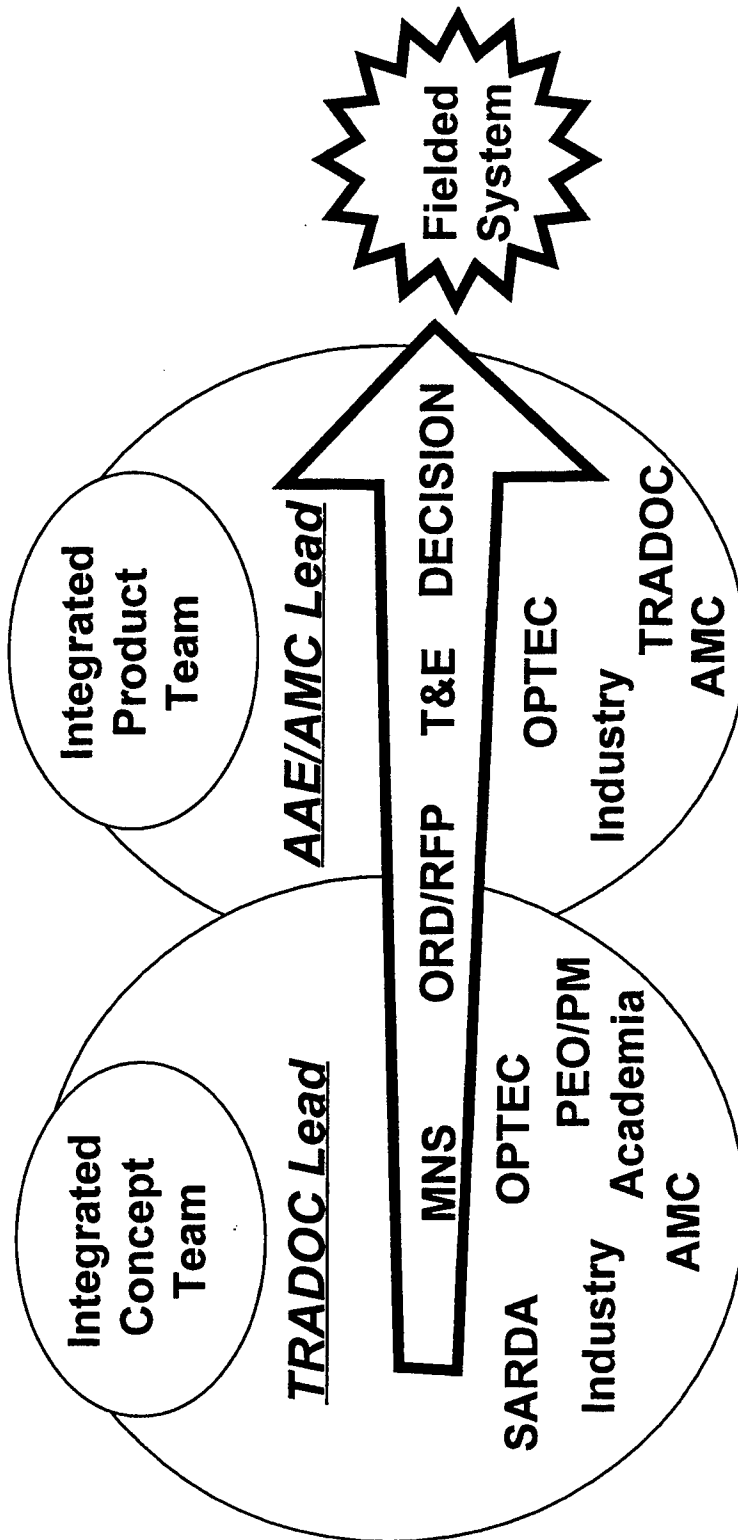 Integrated
Concept
Team
TRADOC Lead
Integrated
Product
Team
AAE/AMC Lead
MNS ORD/RFP T&E DECISION
Fielded
System
SARDA OPTEC
PEO/PM
Industry Academia
AMC
OPTEC
Industry TRADOC
AMC